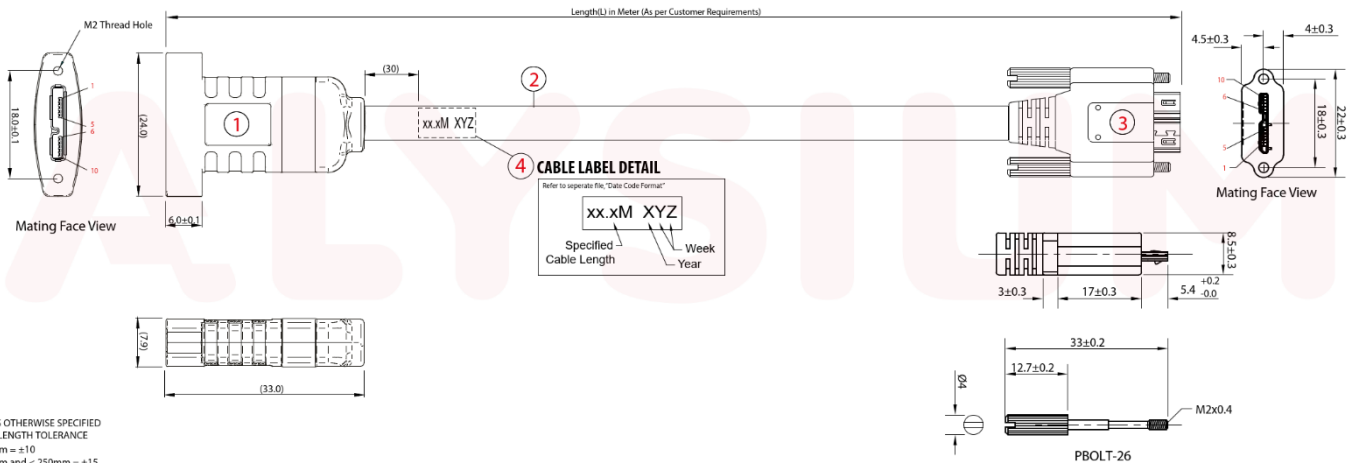 Length(L) in Meter (As per Customer Requirements)
M2 Thread Hole
18.0±0.1
1
5
6
10
Mating Face View
(24.0)
6.0±0.1
1
(30)
2
xx.xM XYZ
4
CABLE LABEL DETAIL
Refer to seperate file,"Date Code Format"
xx.xM XYZ
Specified
Cable Length
Week
Year
3
4.5±0.3
4±0.3
10
6
5
1
18±0.3
22±0.3
Mating Face View
ALYSIUM
8.5±0.3
3±0.3
17±0.3
5.4 +0.2
-0.0
(7.9)
(33.0)
33±0.2
12.7±0.2
Ø4
M2x0.4
PBOLT-26
OTHERWISE SPECIFIED
LENGTH TOLERANCE
m = ±10